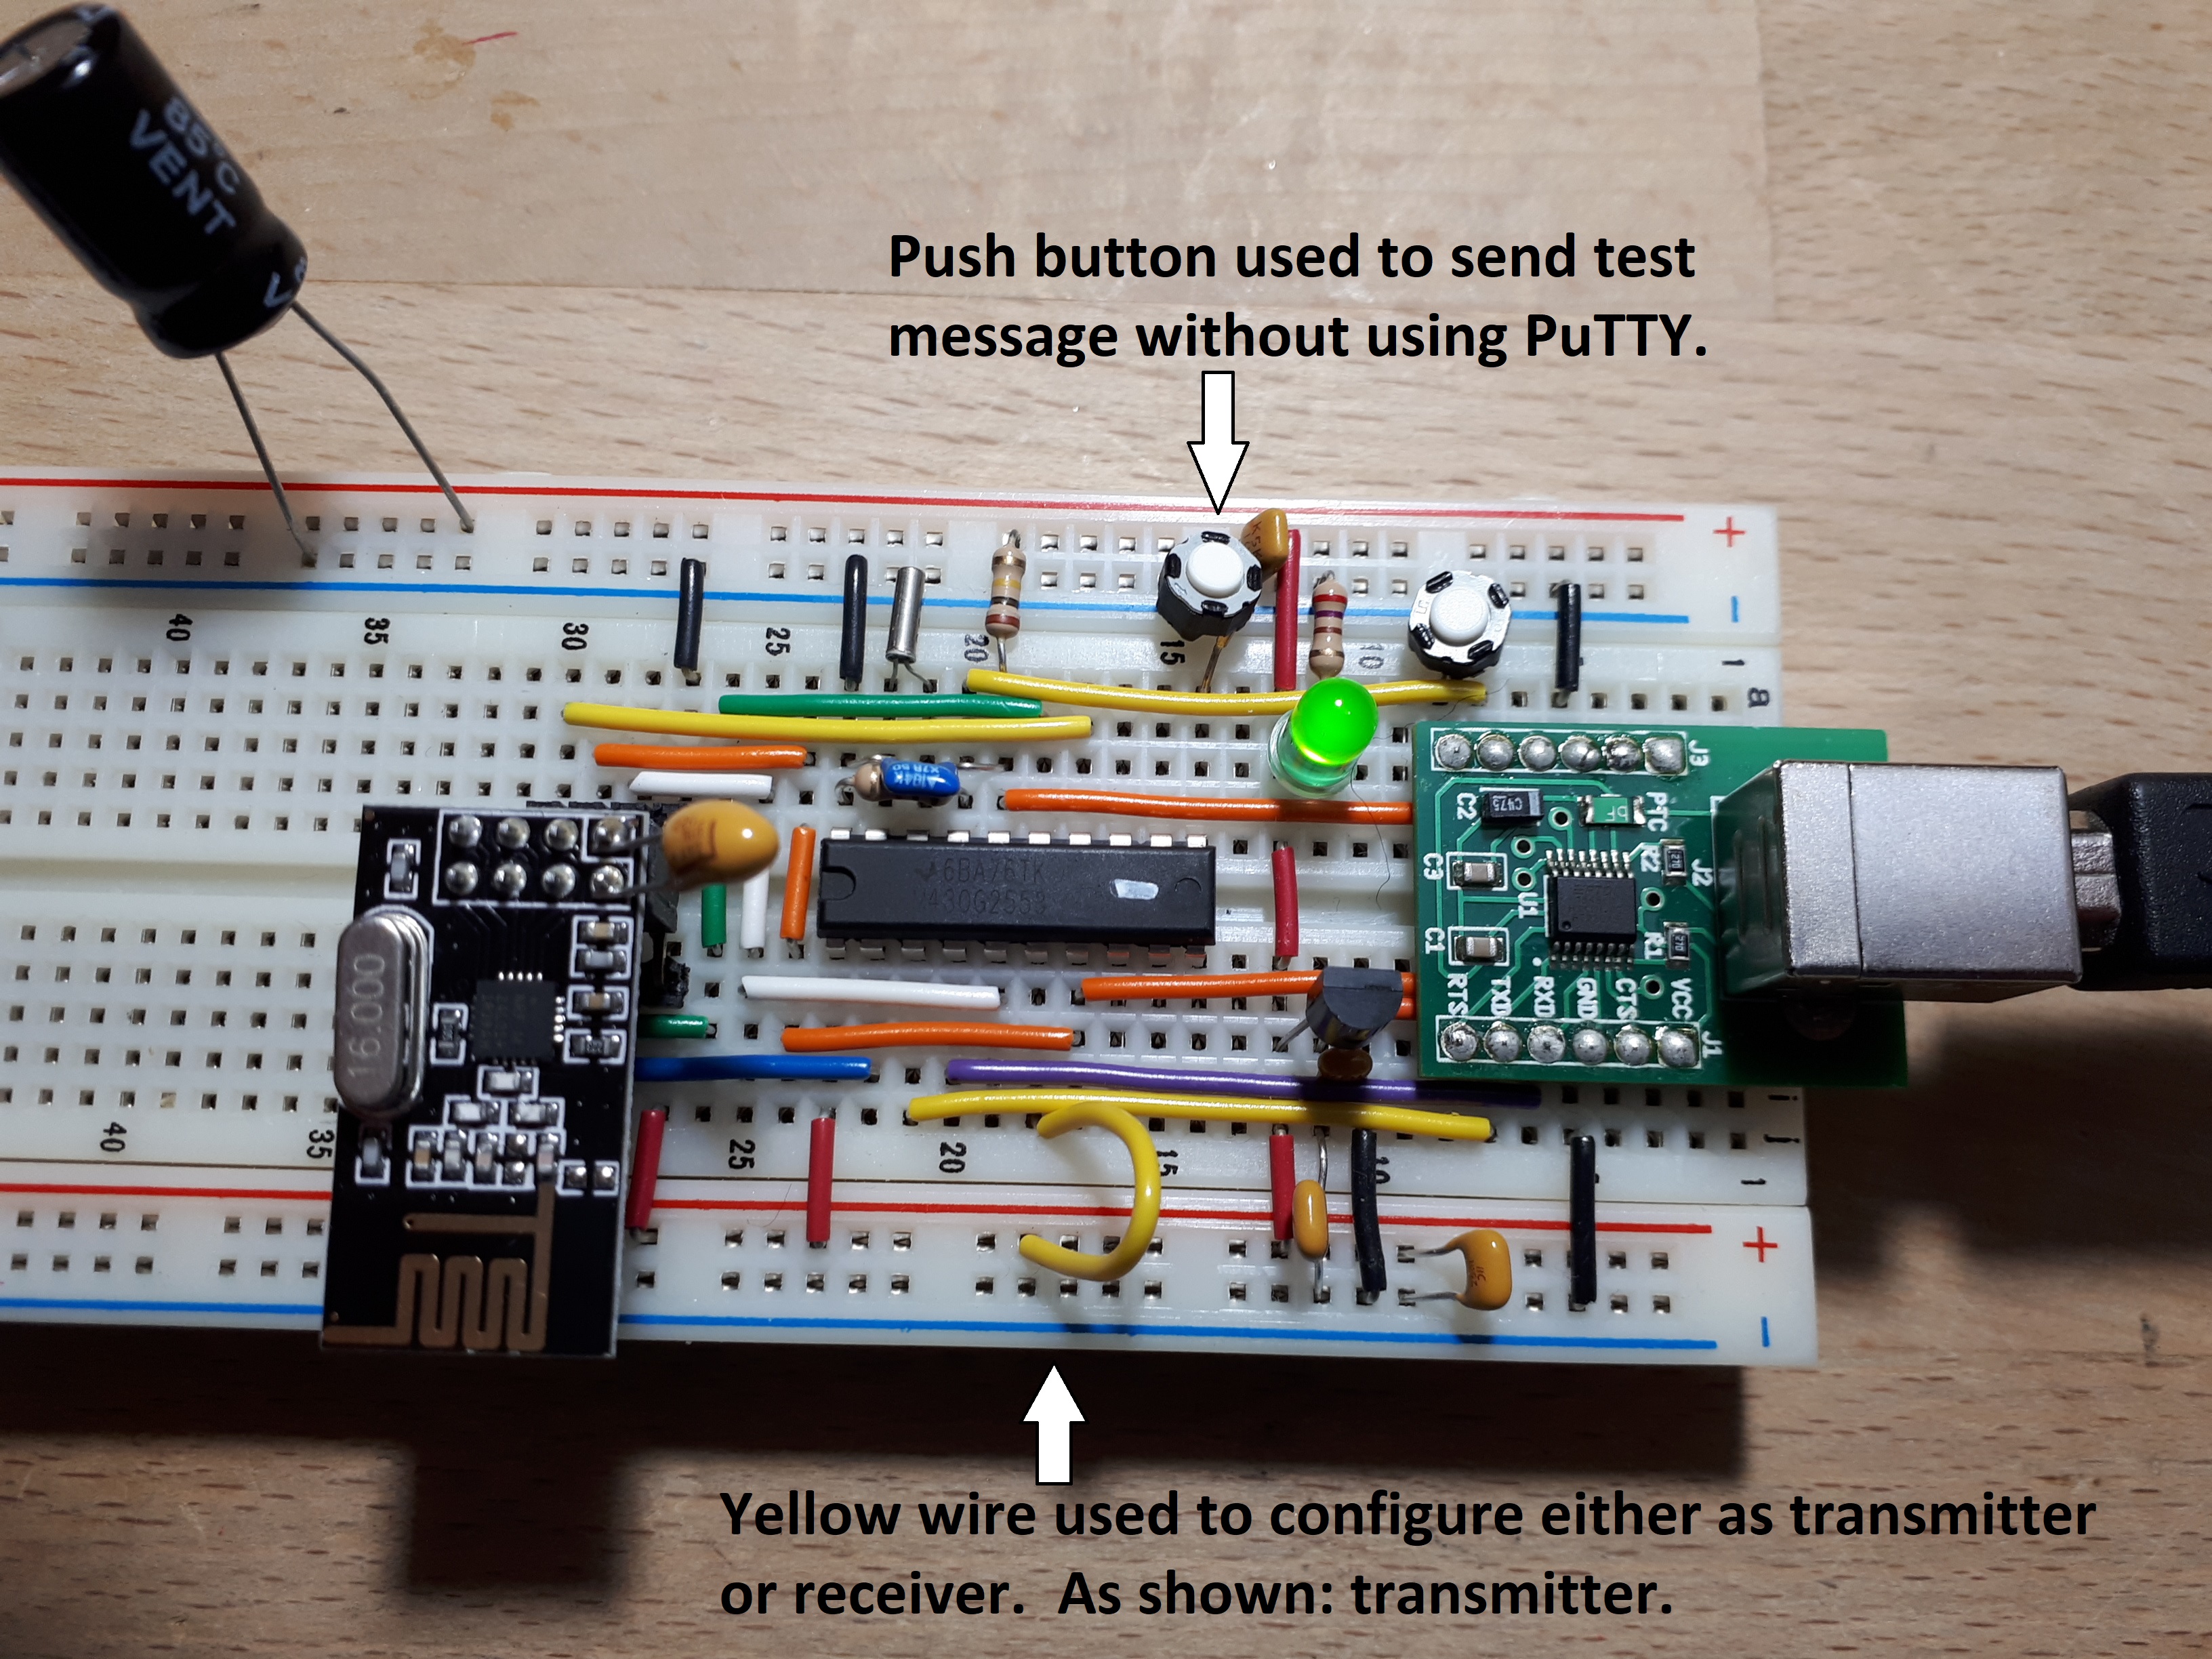 85°C
VENT
V
Push button used to send test
message without using PuTTY.
+
-
40
35
30
25
20
15
10
1
a
J3
C2
C475
PTC
C3
R2
J2
U1
C1
R1
RTS
TXD
RXD
GND
CTS
VCC
J1
16.000
6BA76TK
430G2553
i
j
40
35
25
20
15
10
1
+
-
Yellow wire used to configure either as transmitter
or receiver.  As shown: transmitter.